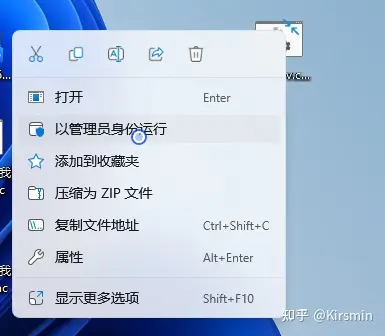 v.c...
打开 Enter
以管理员身份运行
添加到收藏夹
压缩为 ZIP 文件
复制文件地址 Ctrl+Shift+C
属性 Alt+Enter
显示更多选项 Shift+F10
我
c
我
知乎 @Kirsmin